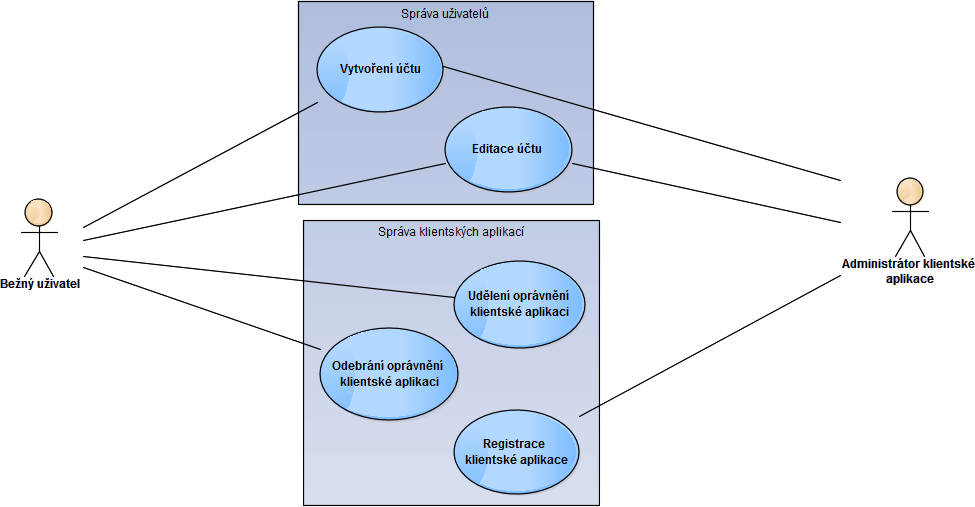 Správa uživatelů
Vytvoření účtu
Editace účtu
Bežný uživatel
Administrátor klientské
aplikace
Správa klientských aplikací
Udělení oprávnění
klientské aplikaci
Odebrání oprávnění
klientské aplikaci
Registrace
klientské aplikace